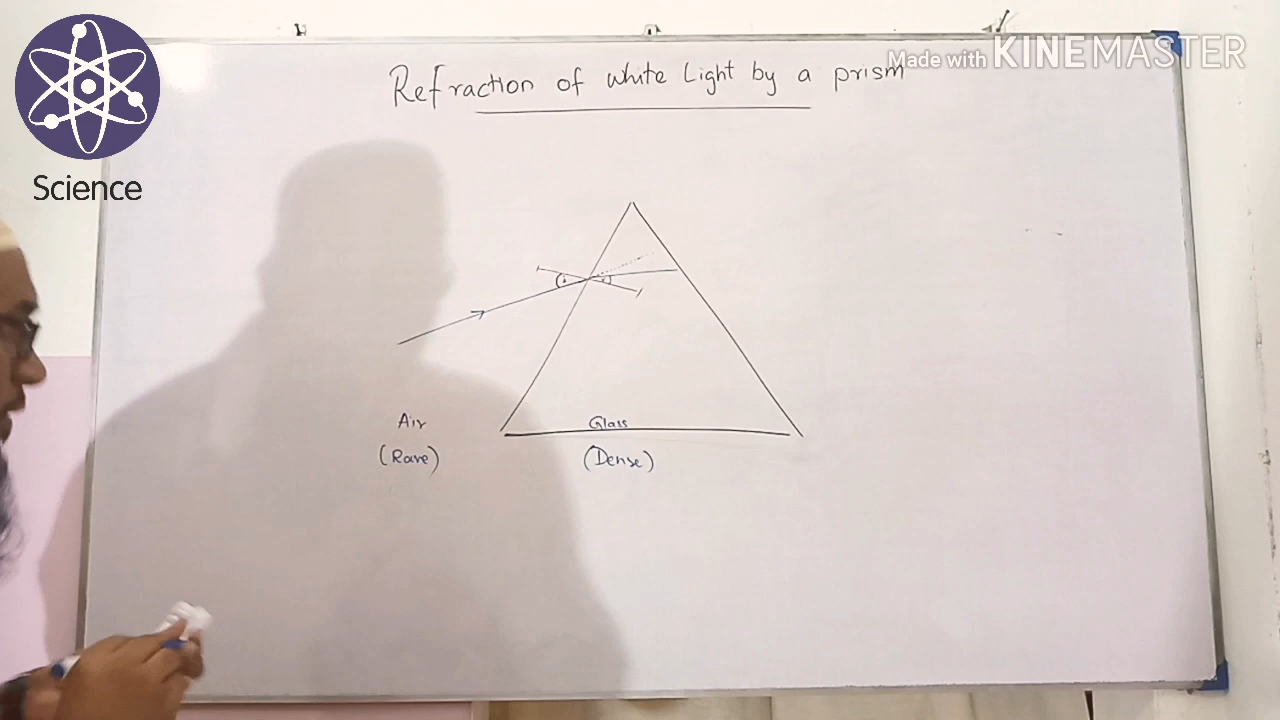 Made with KINEMASTER
Refraction of white Light by a prism
Science
i
r
Air
(Rare)
Glass
(Dense)